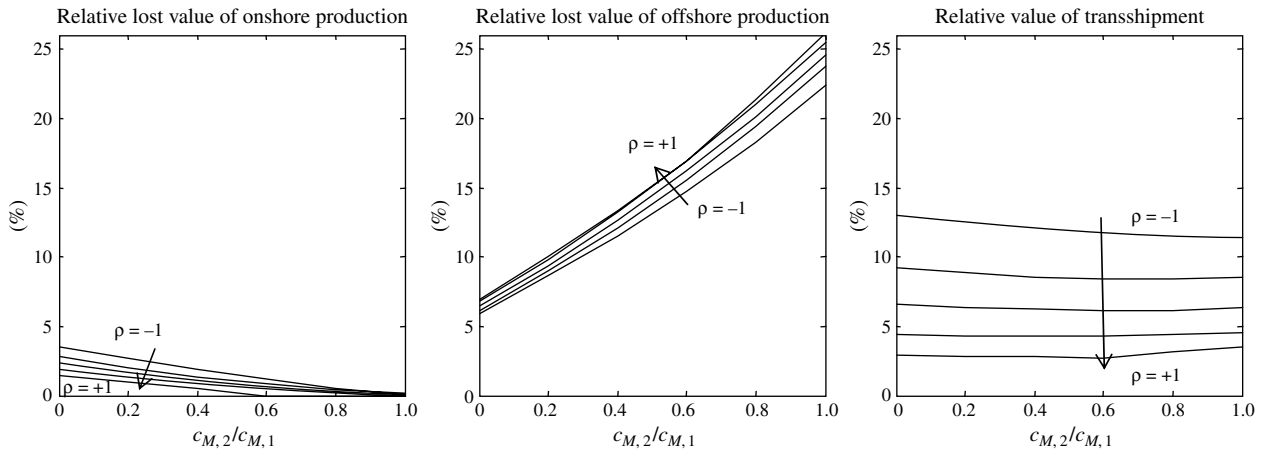 Relative lost value of onshore production
25
20
15
10
5
0
(%)
ρ = –1
ρ = +1
0 0.2 0.4 0.6 0.8 1.0
c_{M, 2}/c_{M, 1}
Relative lost value of offshore production
25
20
15
10
5
0
(%)
ρ = +1
ρ = –1
0 0.2 0.4 0.6 0.8 1.0
c_{M, 2}/c_{M, 1}
Relative value of transshipment
25
20
15
10
5
0
(%)
ρ = –1
ρ = +1
0 0.2 0.4 0.6 0.8 1.0
c_{M, 2}/c_{M, 1}